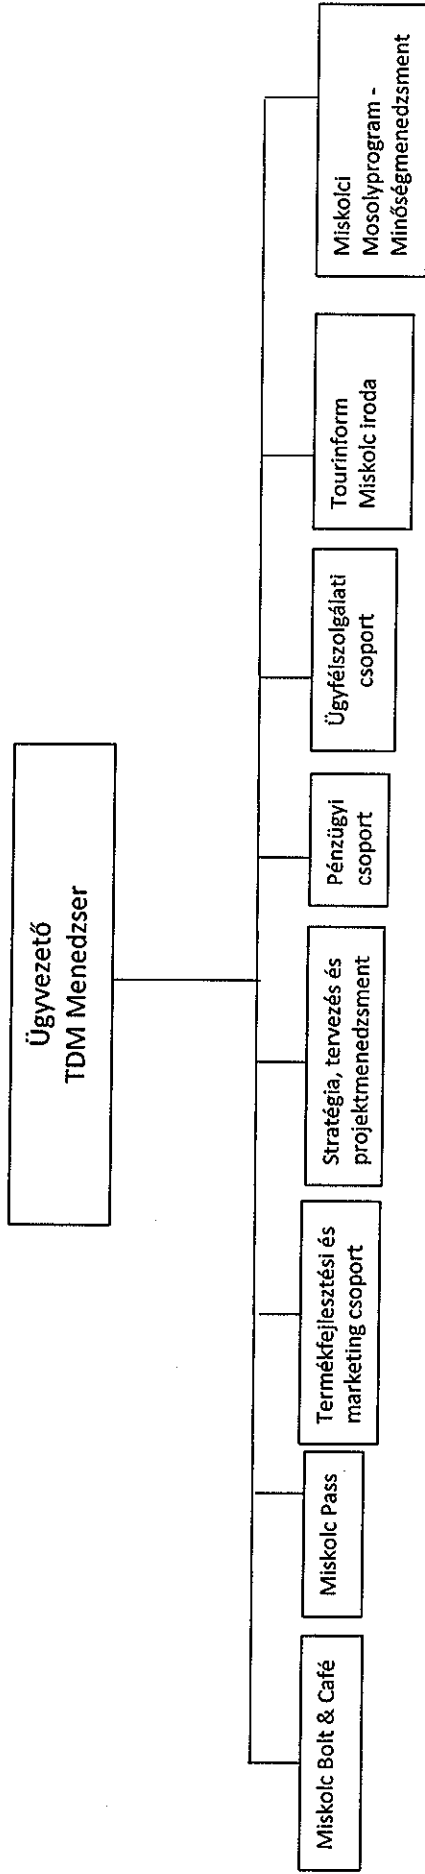 Ügyvezető
TDM Menedzser
Miskolc Bolt & Café
Miskolc Pass
Termékfejlesztési és
marketing csoport
Stratégia, tervezés és
projektmenedzsment
Pénzügyi
csoport
Ügyfélszolgálati
csoport
Tourinform
Miskolc iroda
Miskolci
Mosolyprogram -
Minőségmenedzsment